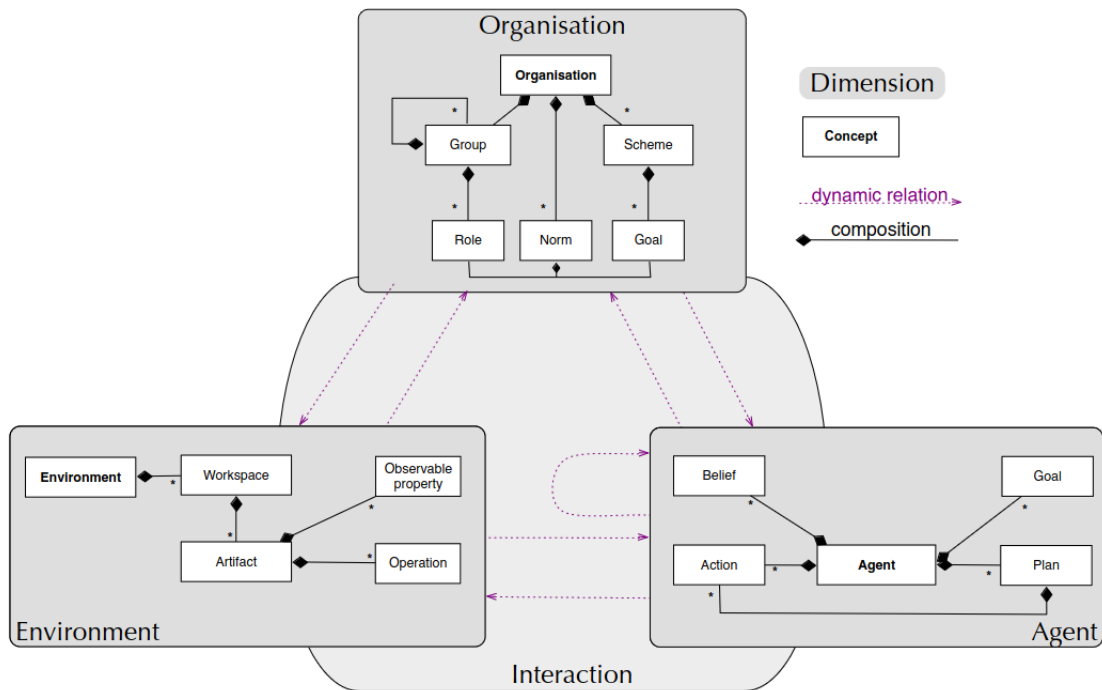 Organisation
Organisation
*
*
Group
Scheme
*
*
*
Role
Norm
Goal
Dimension
Concept
dynamic relation
composition
Environment
*
Workspace
Observable
property
*
*
Artifact
*
Operation
Environment
Belief
*
Goal
*
Action
*
Agent
*
Plan
*
Agent
Interaction